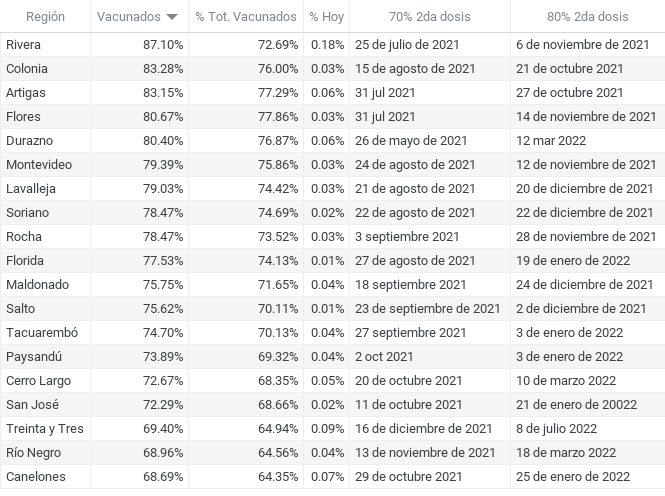 Región Vacunados % Tot. Vacunados % Hoy 70% 2da dosis 80% 2da dosis
Rivera 87.10% 72.69% 0.18% 25 de julio de 2021 6 de noviembre de 2021
Colonia 83.28% 76.00% 0.03% 15 de agosto de 2021 21 de octubre 2021
Artigas 83.15% 77.29% 0.06% 31 jul 2021 27 de octubre 2021
Flores 80.67% 77.86% 0.03% 31 jul 2021 14 de noviembre de 2021
Durazno 80.40% 76.87% 0.06% 26 de mayo de 2021 12 mar 2022
Montevideo 79.39% 75.86% 0.03% 24 de agosto de 2021 12 de noviembre de 2021
Lavalleja 79.03% 74.42% 0.03% 21 de agosto de 2021 20 de diciembre de 2021
Soriano 78.47% 74.69% 0.02% 22 de agosto de 2021 22 de diciembre de 2021
Rocha 78.47% 73.52% 0.03% 3 septiembre 2021 28 de noviembre de 2021
Florida 77.53% 74.13% 0.01% 27 de agosto de 2021 19 de enero de 2022
Maldonado 75.75% 71.65% 0.04% 18 septiembre 2021 24 de diciembre de 2021
Salto 75.62% 70.11% 0.01% 23 de septiembre de 2021 2 de diciembre de 2021
Tacuarembó 74.70% 70.13% 0.04% 27 septiembre 2021 3 de enero de 2022
Paysandú 73.89% 69.32% 0.04% 2 oct 2021 3 de enero de 2022
Cerro Largo 72.67% 68.35% 0.05% 20 de octubre de 2021 10 de marzo 2022
San José 72.29% 68.66% 0.02% 11 de octubre de 2021 21 de enero de 20022
Treinta y Tres 69.40% 64.94% 0.09% 16 de diciembre de 2021 8 de julio 2022
Río Negro 68.96% 64.56% 0.04% 13 de noviembre de 2021 18 de marzo 2022
Canelones 68.69% 64.35% 0.07% 29 de octubre de 2021 25 de enero de 2022